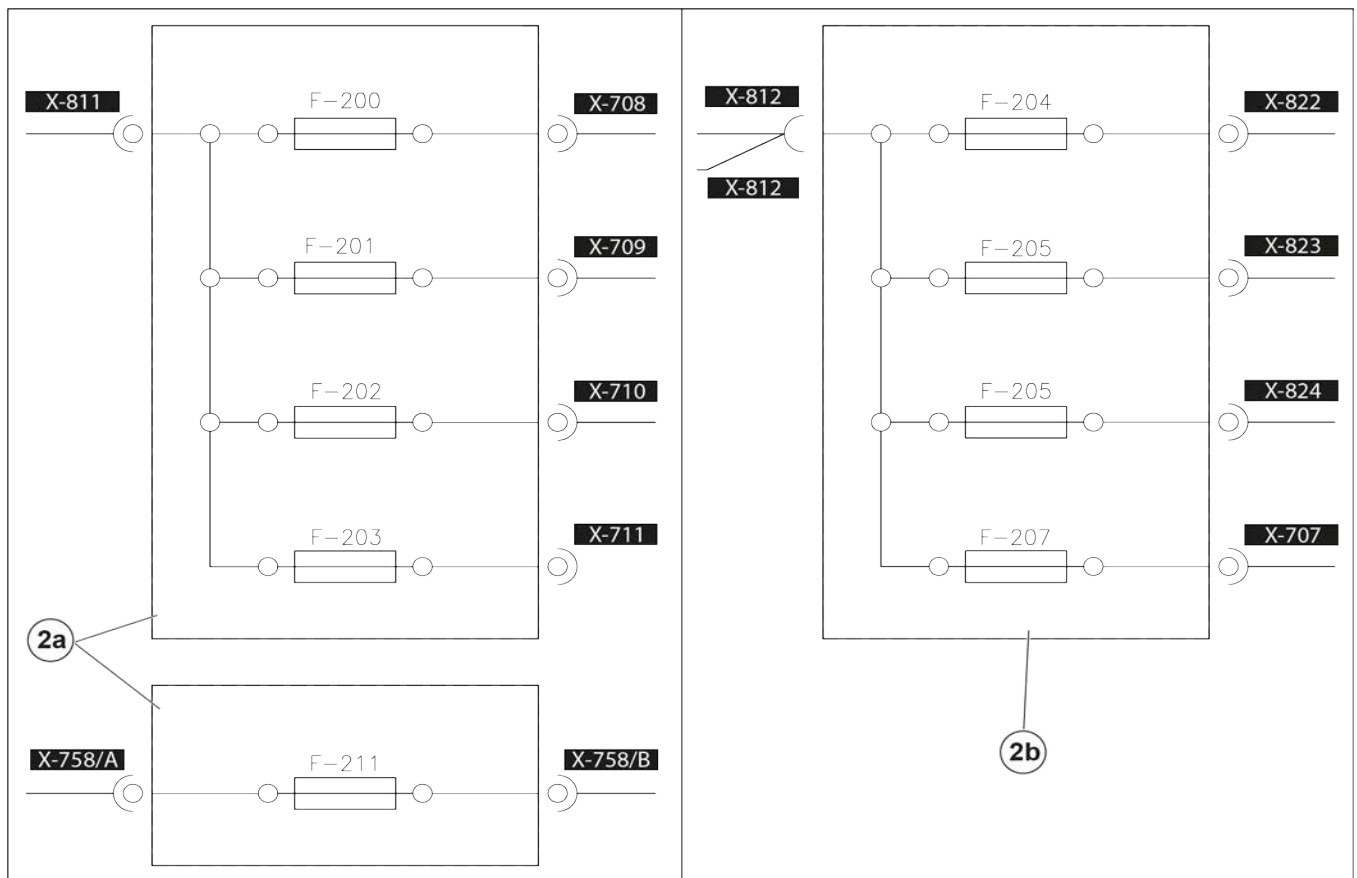 X-811
F-200
X-708
F-201
X-709
F-202
X-710
F-203
X-711
2a
X-758/A
F-211
X-758/B
X-812
X-812
F-204
X-822
F-205
X-823
F-205
X-824
F-207
X-707
2b